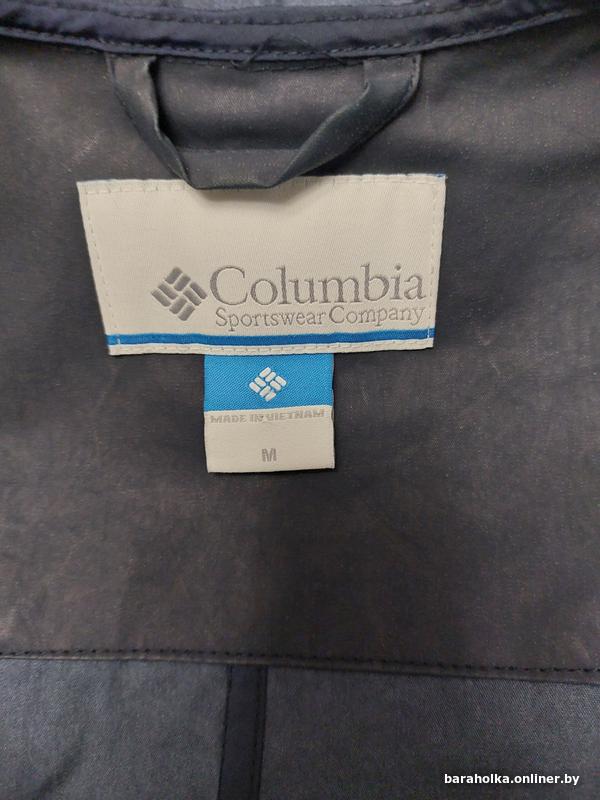 Columbia
Sportswear Company
MADE IN VIETNAM
M
baraholka.onliner.by